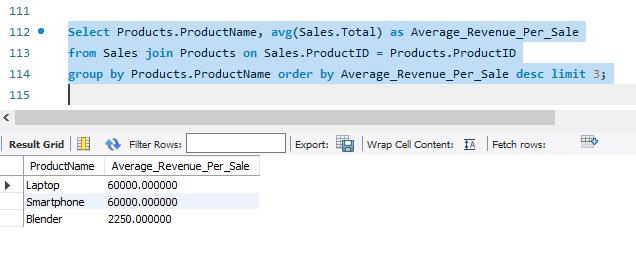 111
112 Select Products.ProductName, avg(Sales.Total) as Average_Revenue_Per_Sale
113 from Sales join Products on Sales.ProductID = Products.ProductID
114 group by Products.ProductName order by Average_Revenue_Per_Sale desc limit 3;
115
Result Grid Filter Rows: Export: Wrap Cell Content: Fetch rows:
ProductName Average_Revenue_Per_Sale
Laptop 60000.000000
Smartphone 60000.000000
Blender 2250.000000